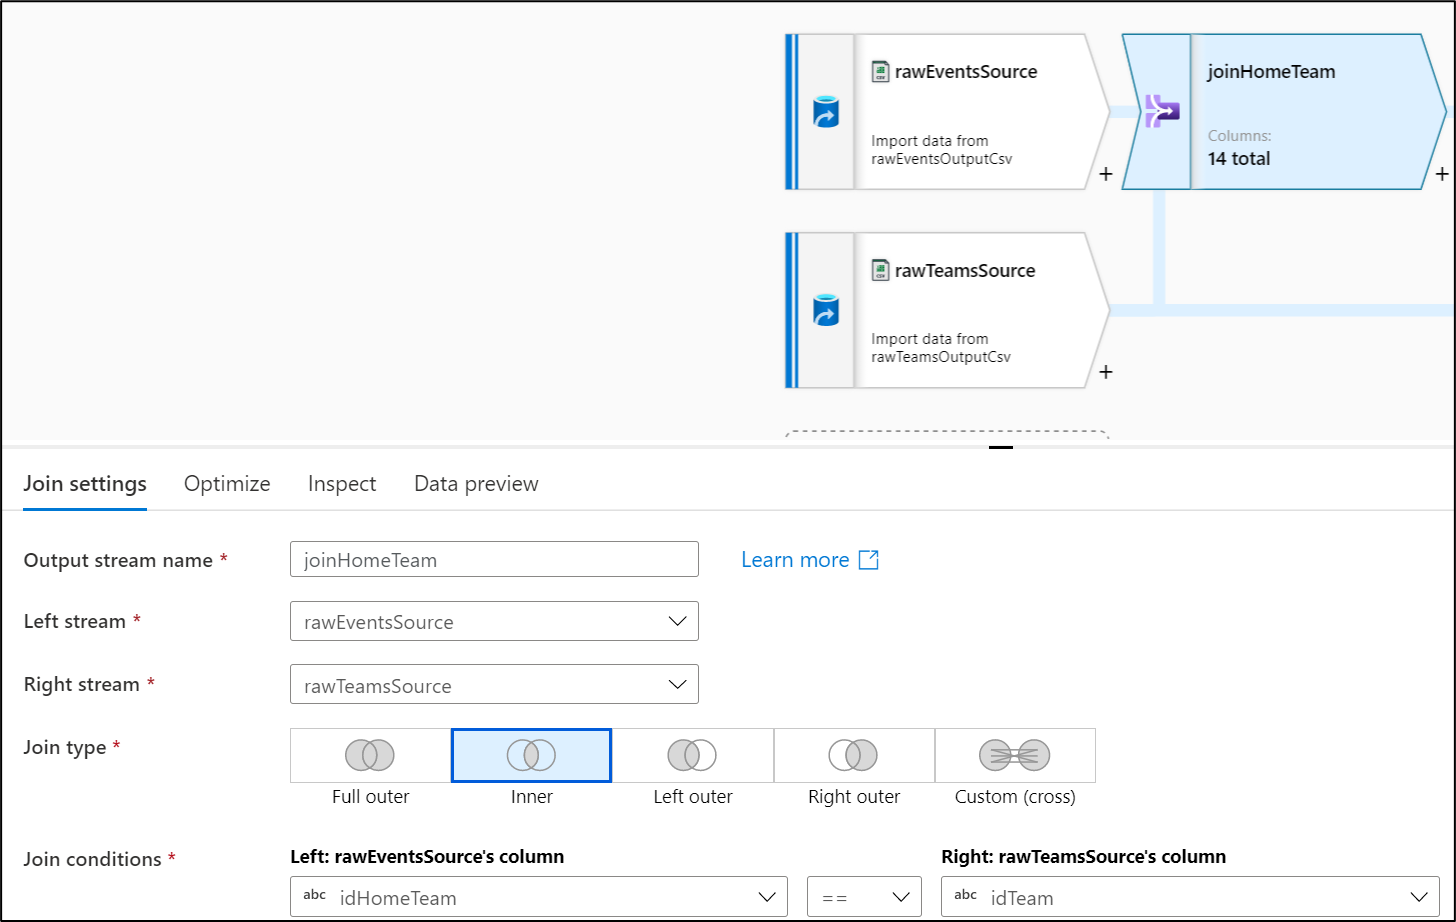 rawEventsSource
Import data from
rawEventsOutputCsv
+
joinHomeTeam
Columns:
14 total
+
rawTeamsSource
Import data from
rawTeamsOutputCsv
+
Join settings Optimize Inspect Data preview
Output stream name * joinHomeTeam Learn more
Left stream * rawEventsSource
Right stream * rawTeamsSource
Join type *
Full outer Inner Left outer Right outer Custom (cross)
Join conditions * Left: rawEventsSource's column Right: rawTeamsSource's column
abc idHomeTeam == abc idTeam